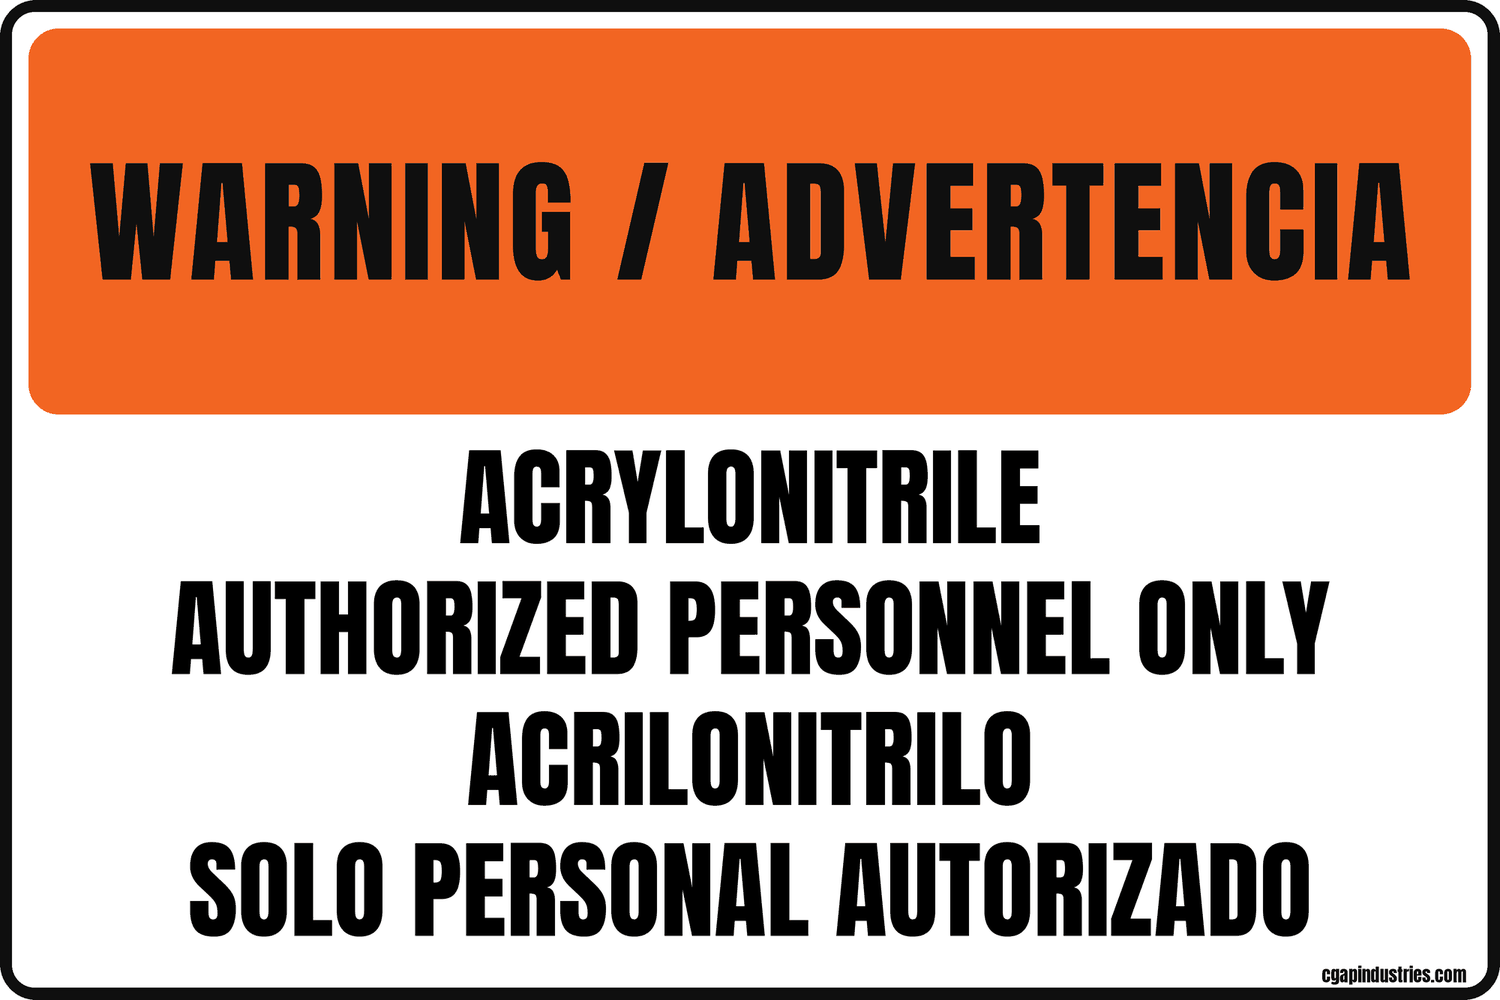 WARNING / ADVERTENCIA
ACRYLONITRILE
AUTHORIZED PERSONNEL ONLY
ACRILONITRILO
SOLO PERSONAL AUTORIZADO
cgapindustries.com